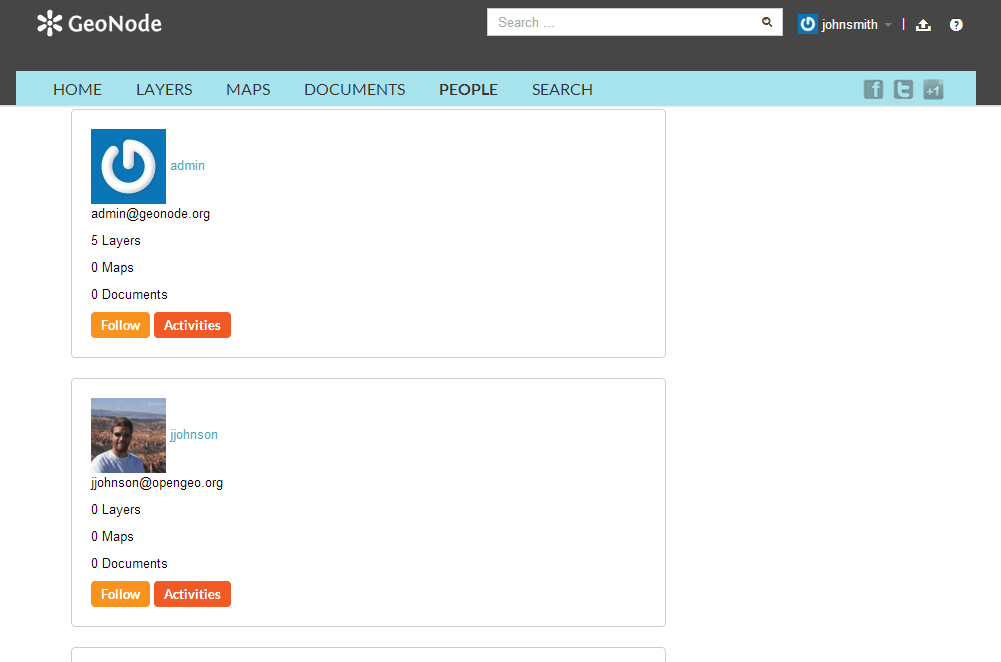 GeoNode
Search ...
johnsmith
?
HOME LAYERS MAPS DOCUMENTS PEOPLE SEARCH
f t +1
admin
admin@geonode.org
5 Layers
0 Maps
0 Documents
Follow Activities
jjohnson
jjohnson@opengeo.org
0 Layers
0 Maps
0 Documents
Follow Activities